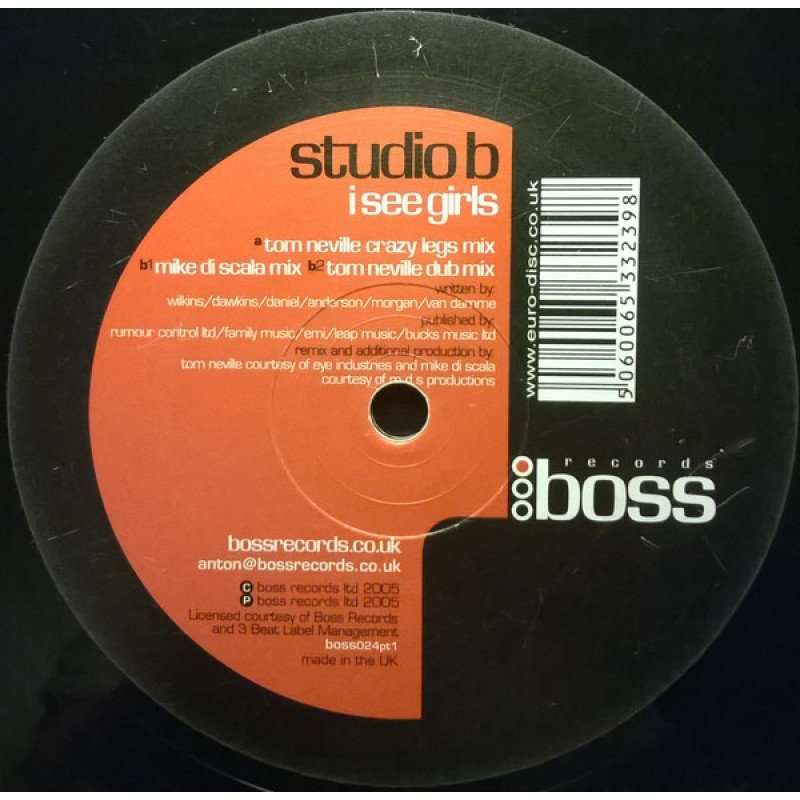 studio b
i see girls
a tom neville crazy legs mix
b1 mike di scala mix b2 tom neville dub mix
written by:
wilkins/dawkins/daniel/anderson/morgan/van damme
published by:
rumour control ltd/family music/emi/leap music/bucks music ltd
remix and additional production by:
tom neville courtesy of eye industries and mike di scala
courtesy of m d s productions
www.euro-disc.co.uk
5 060065 332398
records
boss
bossrecords.co.uk
anton@bossrecords.co.uk
C boss records ltd 2005
P boss records ltd 2005
Licensed courtesy of Boss Records
and 3 Beat Label Management
boss024pt1
made in the UK